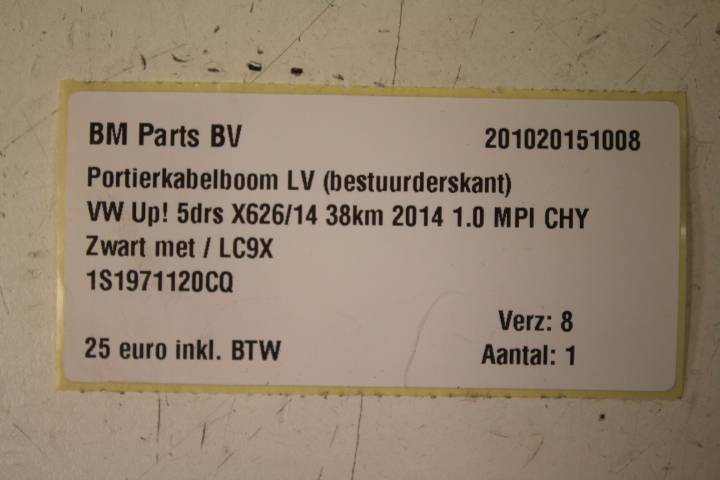 BM Parts BV 201020151008
Portierkabelboom LV (bestuurderskant)
VW Up! 5drs X626/14 38km 2014 1.0 MPI CHY
Zwart met / LC9X
1S1971120CQ
Verz: 8
25 euro inkl. BTW Aantal: 1